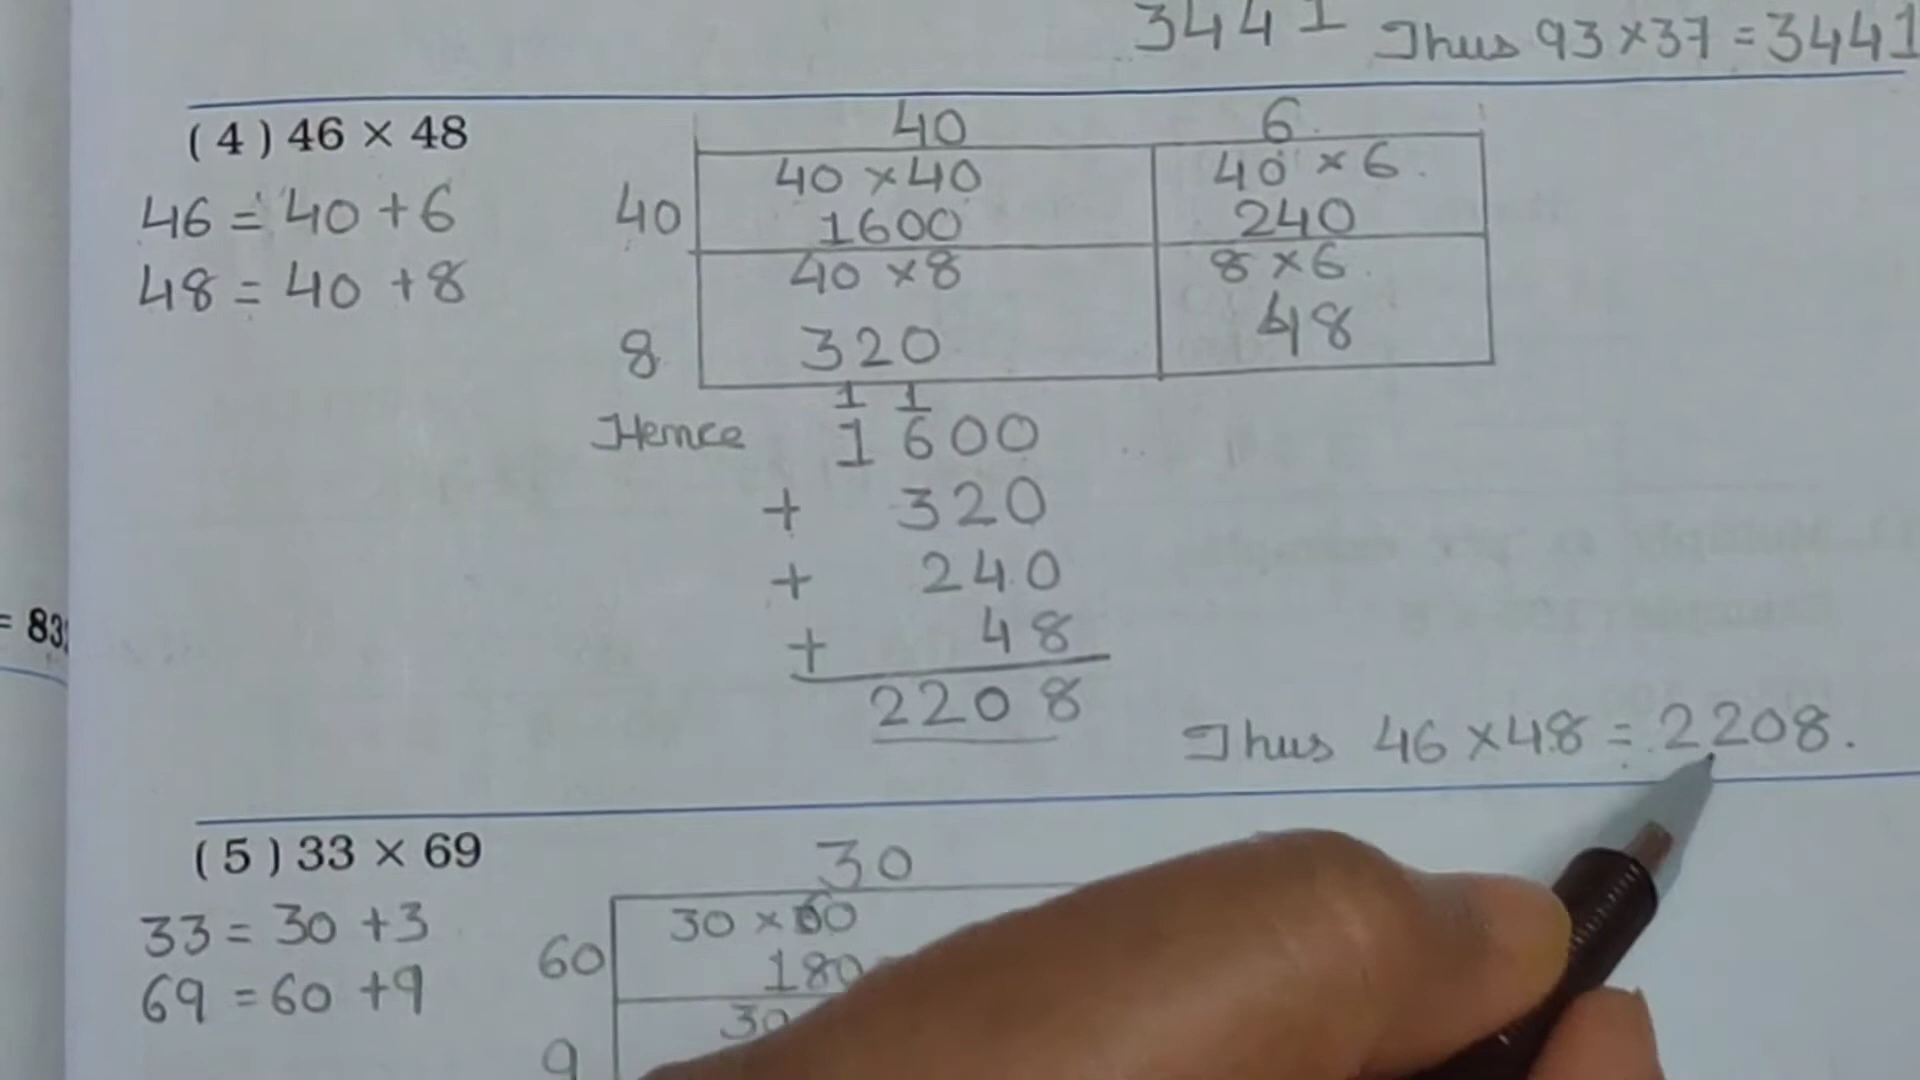 3441 Thus 93×37=3441
(4) 46 × 48
46 = 40 + 6
48 = 40 + 8
40 6
40 40 × 40 40 × 6
1600 240
40 × 8 8 × 6
8 320 48
1 1
Hence 1600
+ 320
+ 240
+ 48
2208
Thus 46 × 48 = 2208.
= 83
(5) 33 × 69
33 = 30 + 3
69 = 60 + 9
30
60 30 × 60
180
30
9